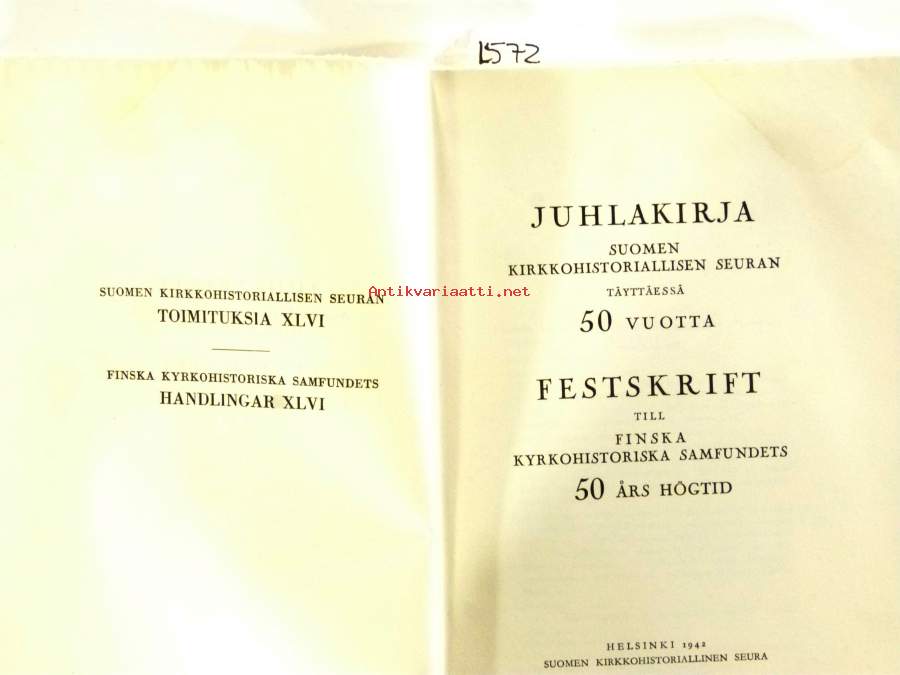 L572
SUOMEN KIRKKOHISTORIALLISEN SEURAN
TOIMITUKSIA XLVI
FINSKA KYRKOHISTORISKA SAMFUNDETS
HANDLINGAR XLVI
Antikvariaatti.net
JUHLAKIRJA
SUOMEN
KIRKKOHISTORIALLISEN SEURAN
TÄYTTÄESSÄ
50 VUOTTA
FESTSKRIFT
TILL
FINSKA
KYRKOHISTORISKA SAMFUNDETS
50 ÅRS HÖGTID
HELSINKI 1942
SUOMEN KIRKKOHISTORIALLINEN SEURA